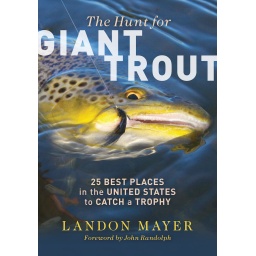 The Hunt for
GIANT
TROUT
25 BEST PLACES
in the UNITED STATES
to CATCH a TROPHY
LANDON MAYER
Foreword by John Randolph